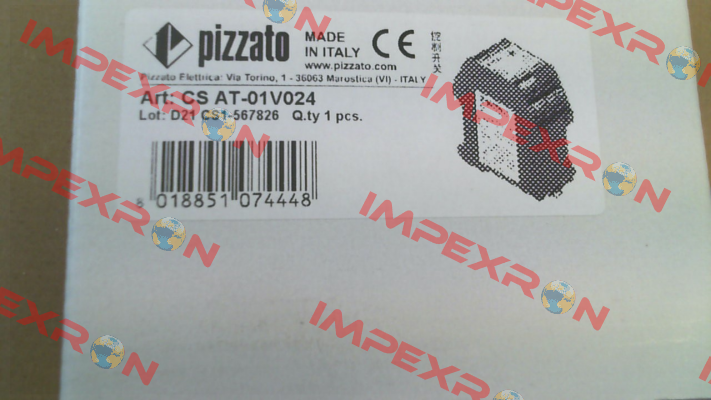 pizzato
MADE IN ITALY
www.pizzato.com
CE
控制开关
Pizzato Elettrica: Via Torino, 1 - 36063 Marostica (VI) - ITALY
Art: CS AT-01V024
Lot: D21 CS1-567826 Q.ty 1 pcs.
8 018851 074448
IMPEXRON
IMPEXRON
IMPEXRON
IMPEXRON
IMPEXRON
IMPEXRON